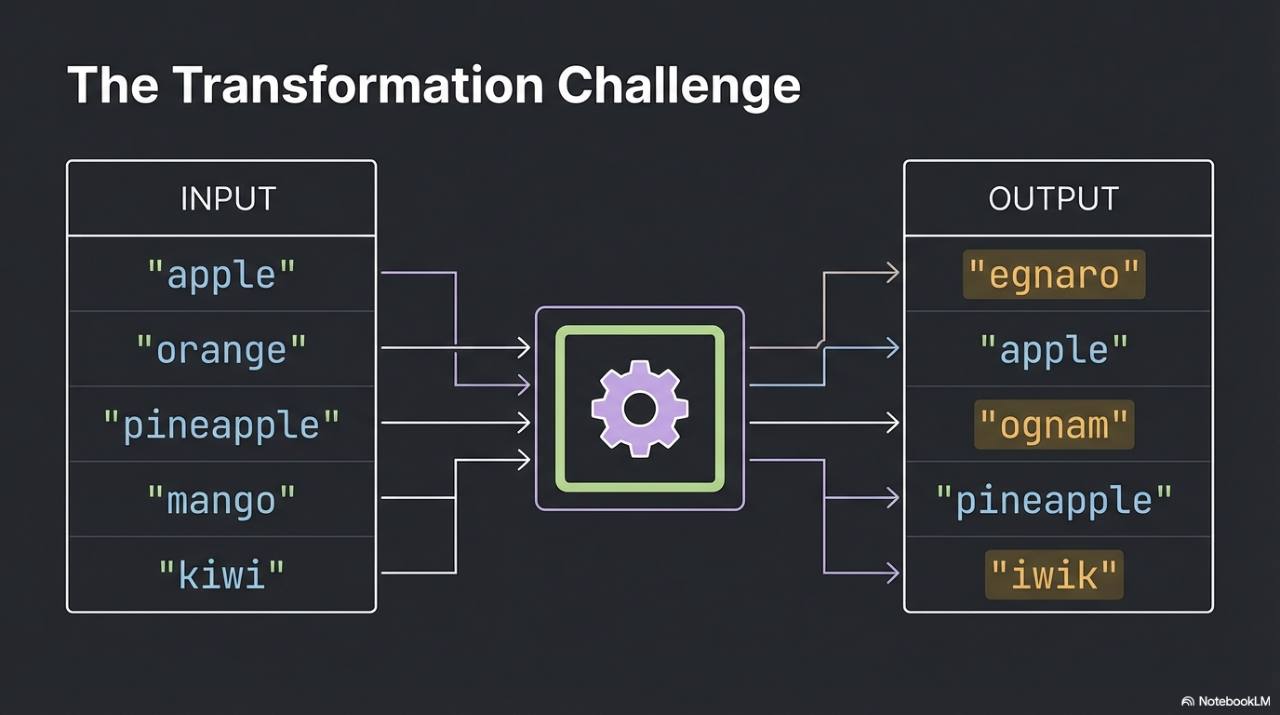 The Transformation Challenge
INPUT
"apple"
"orange"
"pineapple"
"mango"
"kiwi"
OUTPUT
"egnaro"
"apple"
"ognam"
"pineapple"
"iwik"
NotebookLM